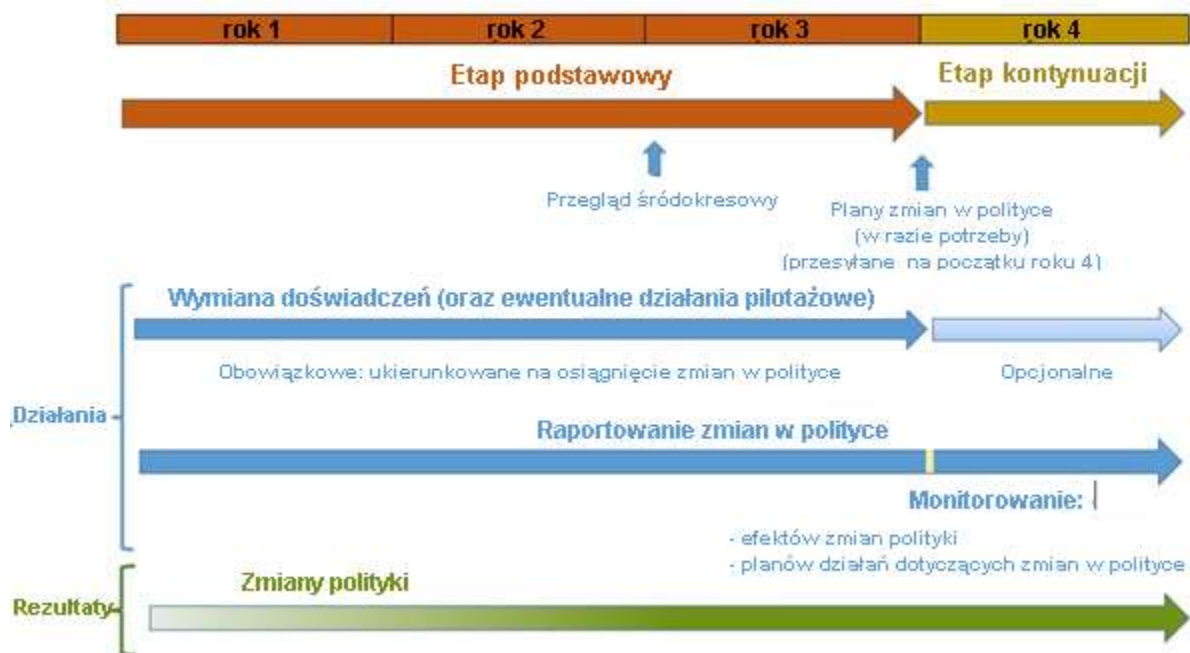 rok 1 rok 2 rok 3 rok 4
Etap podstawowy
Etap kontynuacji
Przegląd śródokresowy
Plany zmian w polityce
(w razie potrzeby)
(przesyłane na początku roku 4)
Wymiana doświadczeń (oraz ewentualne działania pilotażowe)
Obowiązkowe: ukierunkowane na osiągnięcie zmian w polityce
Opcjonalne
Działania
Raportowanie zmian w polityce
Monitorowanie:
- efektów zmian polityki
- planów działań dotyczących zmian w polityce
Zmiany polityki
Rezultaty